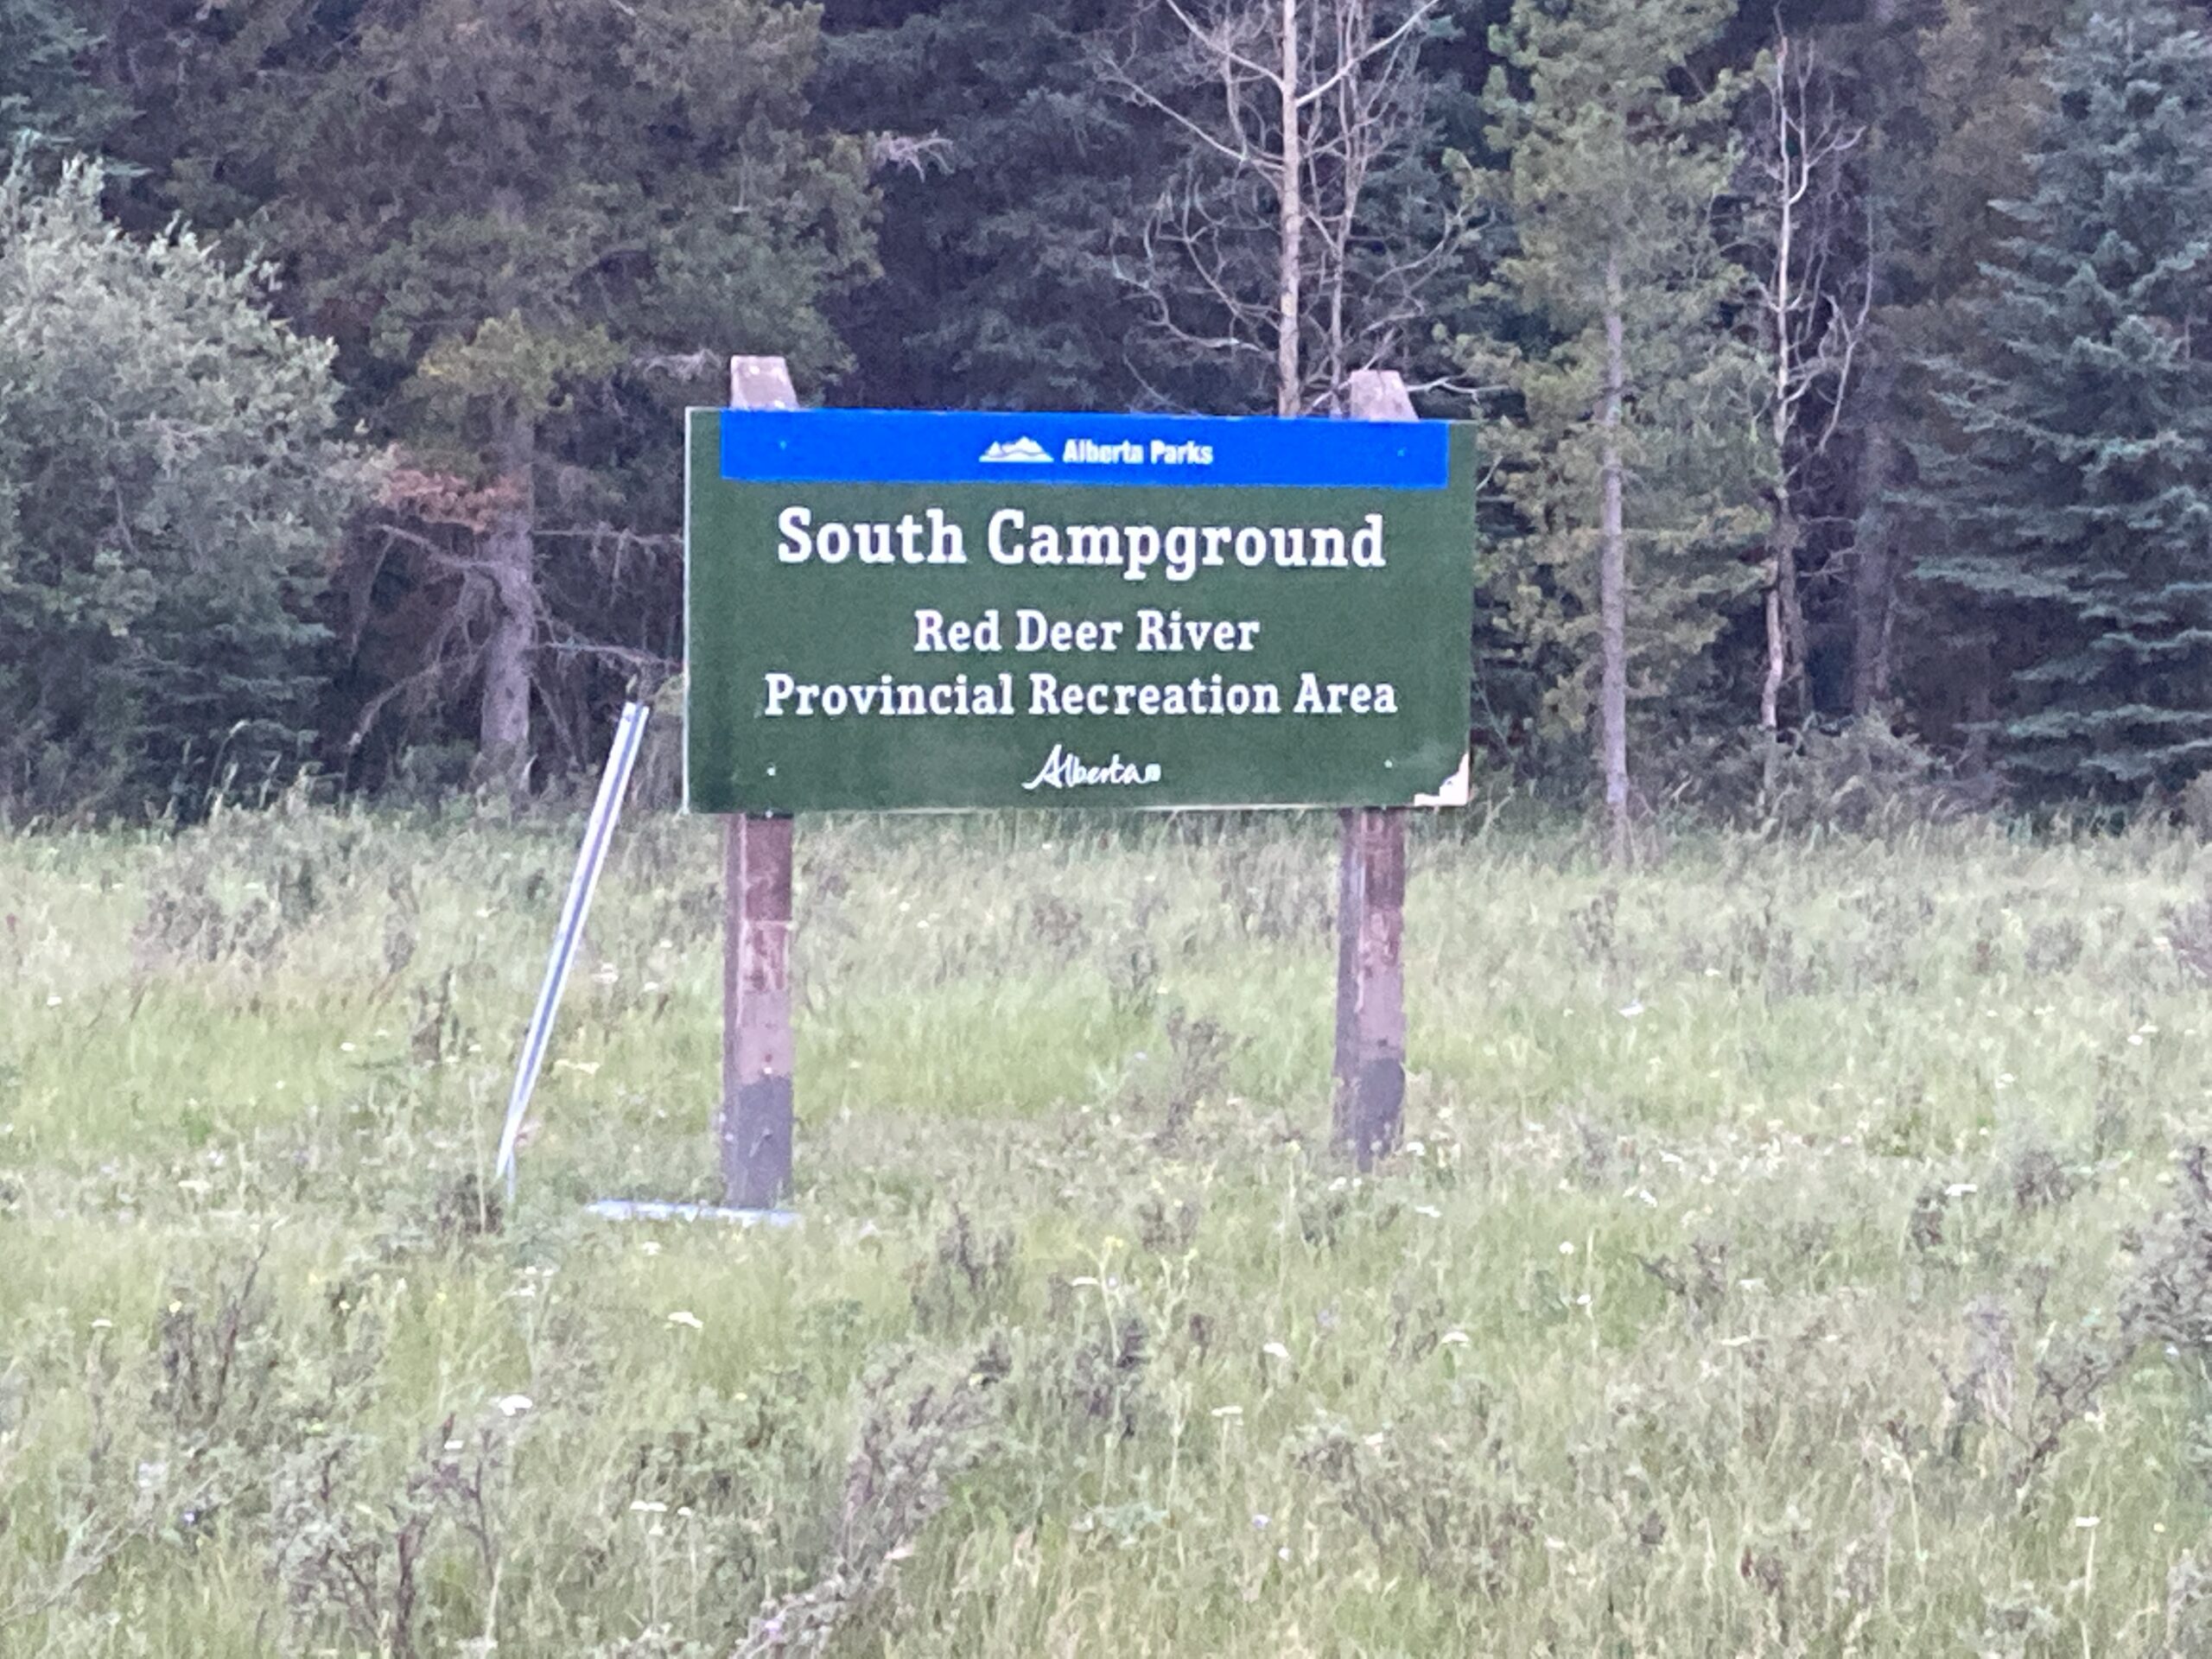 Alberta Parks
South Campground
Red Deer River
Provincial Recreation Area
Alberta